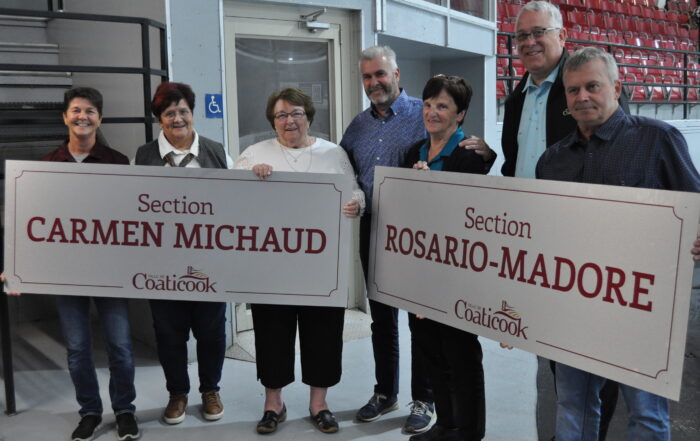 Section
CARMEN MICHAUD
VILLE DE
Coaticook
Section
ROSARIO-MADORE
VILLE DE
Coaticook